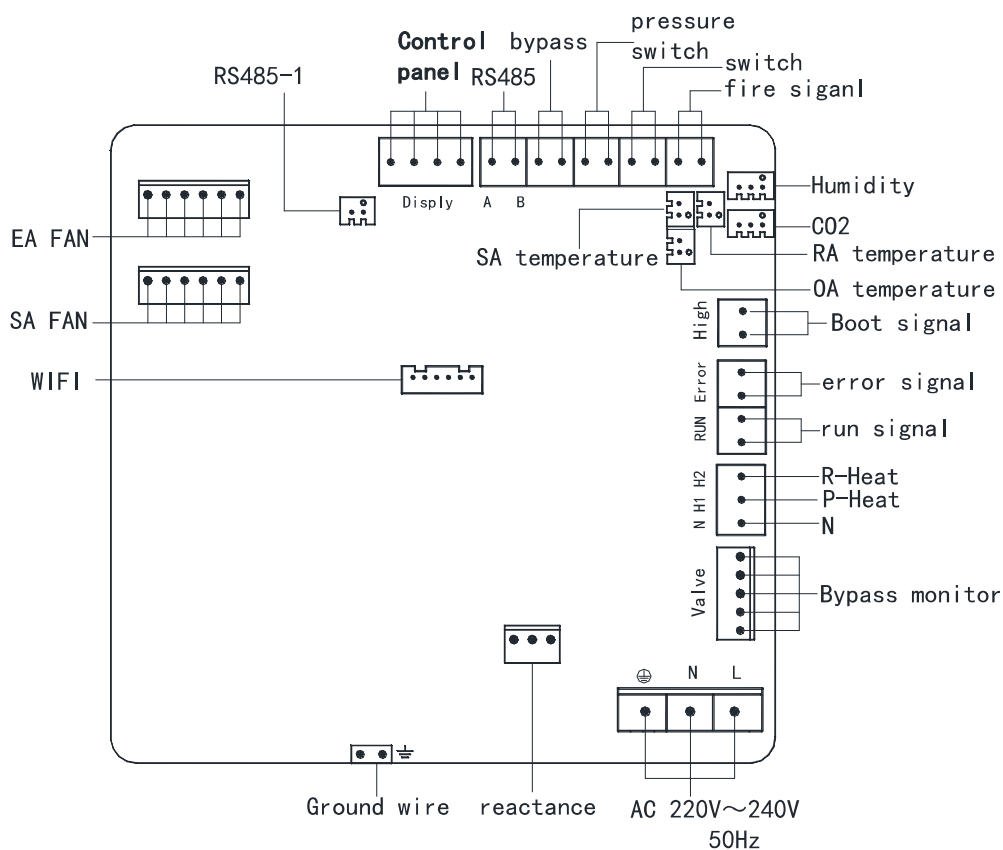 pressure
switch
Control
panel
bypass
RS485
switch
fire siganl
RS485-1
Disply
A
B
Humidity
CO2
RA temperature
SA temperature
OA temperature
EA FAN
SA FAN
WIFI
High
Boot signal
Error
error signal
RUN
run signal
N H1 H2
R-Heat
P-Heat
N
Valve
Bypass monitor
N
L
Ground wire
reactance
AC 220V～240V
50Hz